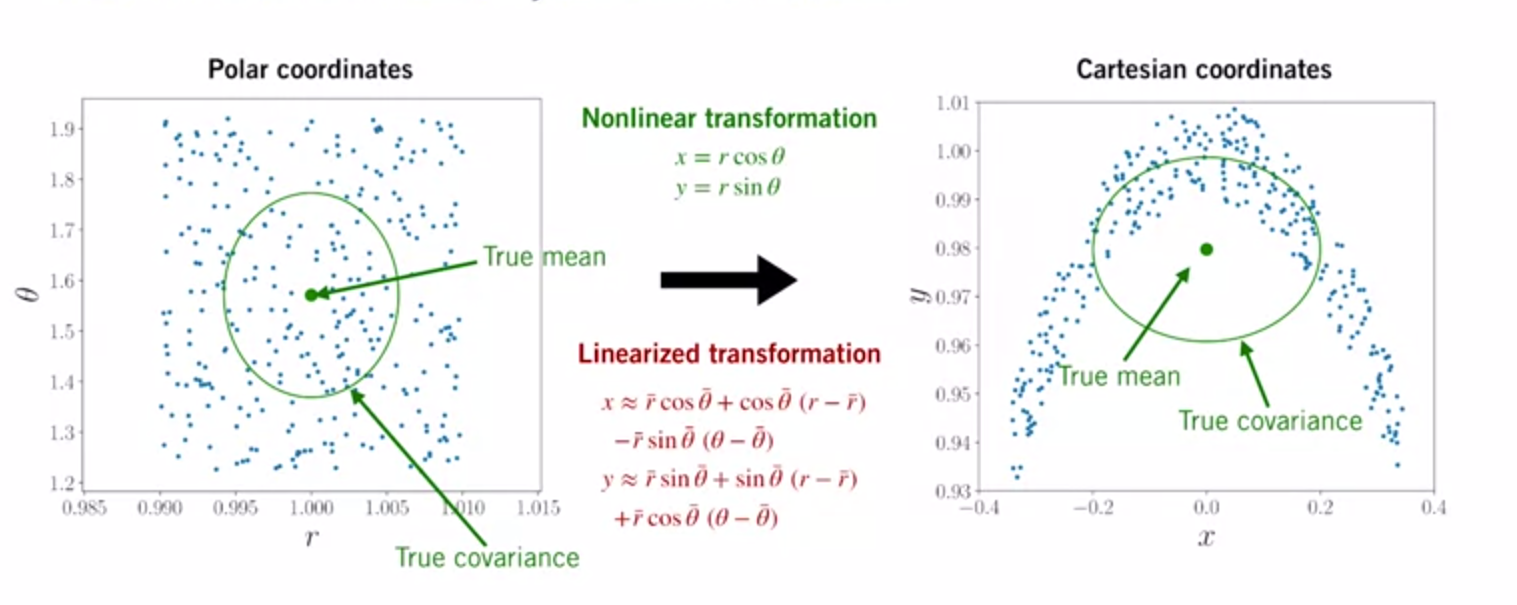 Polar coordinates
1.9
1.8
1.7
1.6
1.5
1.4
1.3
1.2
θ
0.985 0.990 0.995 1.000 1.005 1.010 1.015
r
True mean
True covariance
Nonlinear transformation
x = r cos θ
y = r sin θ
Linearized transformation
x ≈ r̄ cos θ̄ + cos θ̄ (r − r̄)
−r̄ sin θ̄ (θ − θ̄)
y ≈ r̄ sin θ̄ + sin θ̄ (r − r̄)
+r̄ cos θ̄ (θ − θ̄)
Cartesian coordinates
1.01
1.00
0.99
0.98
0.97
0.96
0.95
0.94
0.93
y
−0.4 −0.2 0.0 0.2 0.4
x
True mean
True covariance